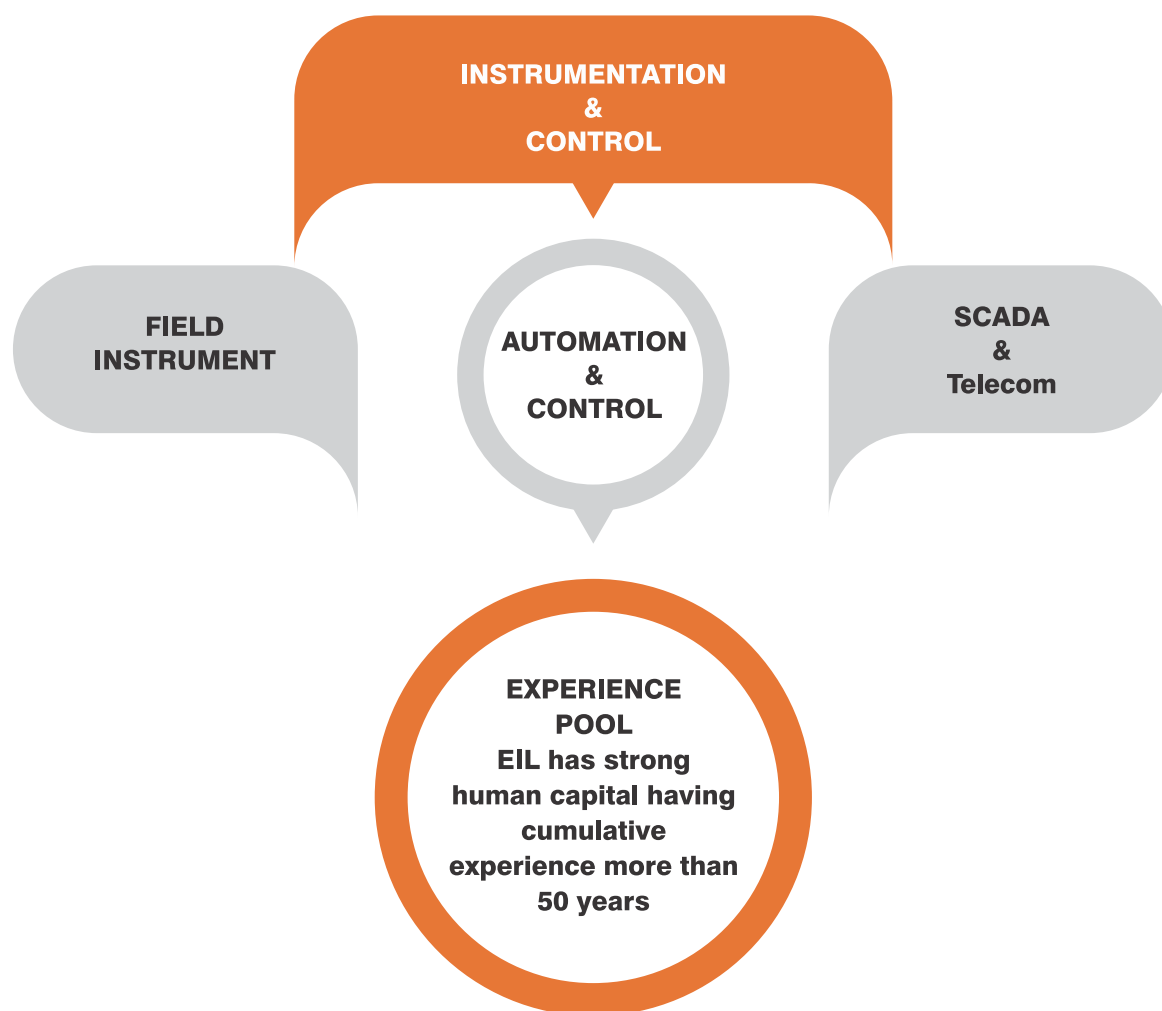 INSTRUMENTATION
&
CONTROL
FIELD
INSTRUMENT
AUTOMATION
&
CONTROL
SCADA
&
Telecom
EXPERIENCE
POOL
EIL has strong
human capital having
cumulative
experience more than
50 years